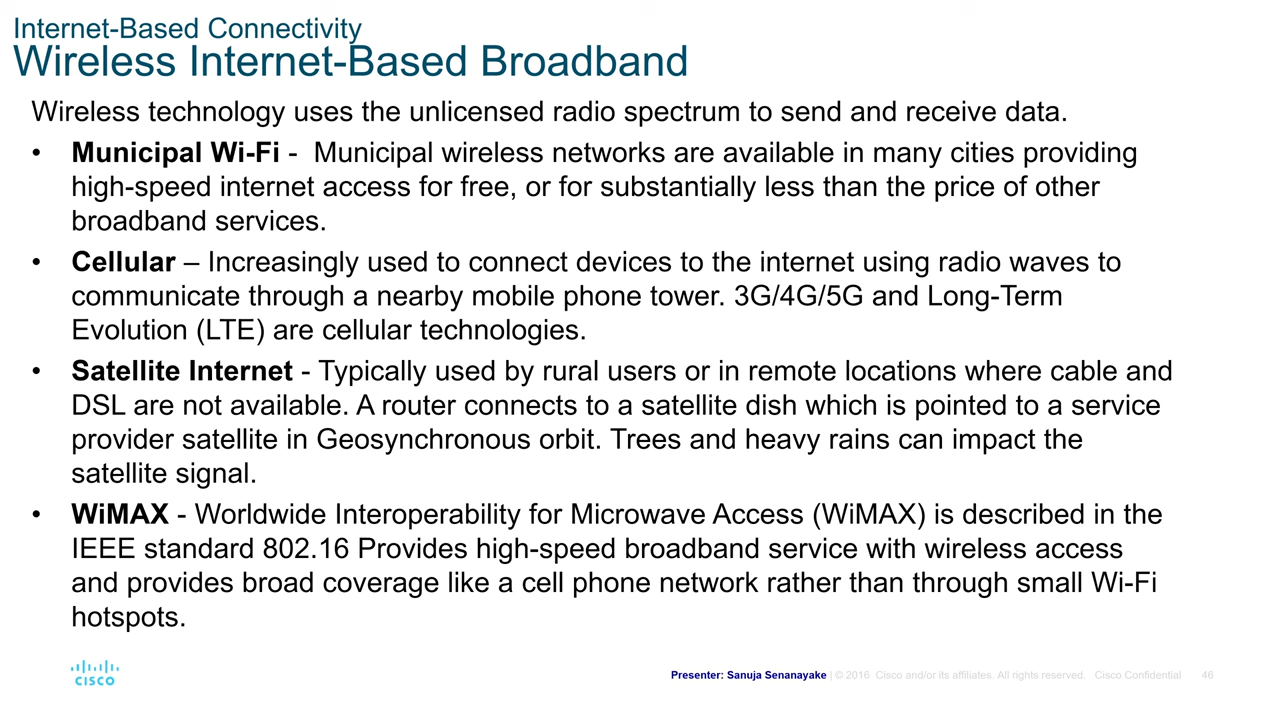 Internet-Based Connectivity
Wireless Internet-Based Broadband
Wireless technology uses the unlicensed radio spectrum to send and receive data.
• Municipal Wi-Fi -  Municipal wireless networks are available in many cities providing
high-speed internet access for free, or for substantially less than the price of other
broadband services.
• Cellular – Increasingly used to connect devices to the internet using radio waves to
communicate through a nearby mobile phone tower. 3G/4G/5G and Long-Term
Evolution (LTE) are cellular technologies.
• Satellite Internet - Typically used by rural users or in remote locations where cable and
DSL are not available. A router connects to a satellite dish which is pointed to a service
provider satellite in Geosynchronous orbit. Trees and heavy rains can impact the
satellite signal.
• WiMAX - Worldwide Interoperability for Microwave Access (WiMAX) is described in the
IEEE standard 802.16 Provides high-speed broadband service with wireless access
and provides broad coverage like a cell phone network rather than through small Wi-Fi
hotspots.
CISCO
Presenter: Sanuja Senanayake | © 2016 Cisco and/or its affiliates. All rights reserved. Cisco Confidential 46